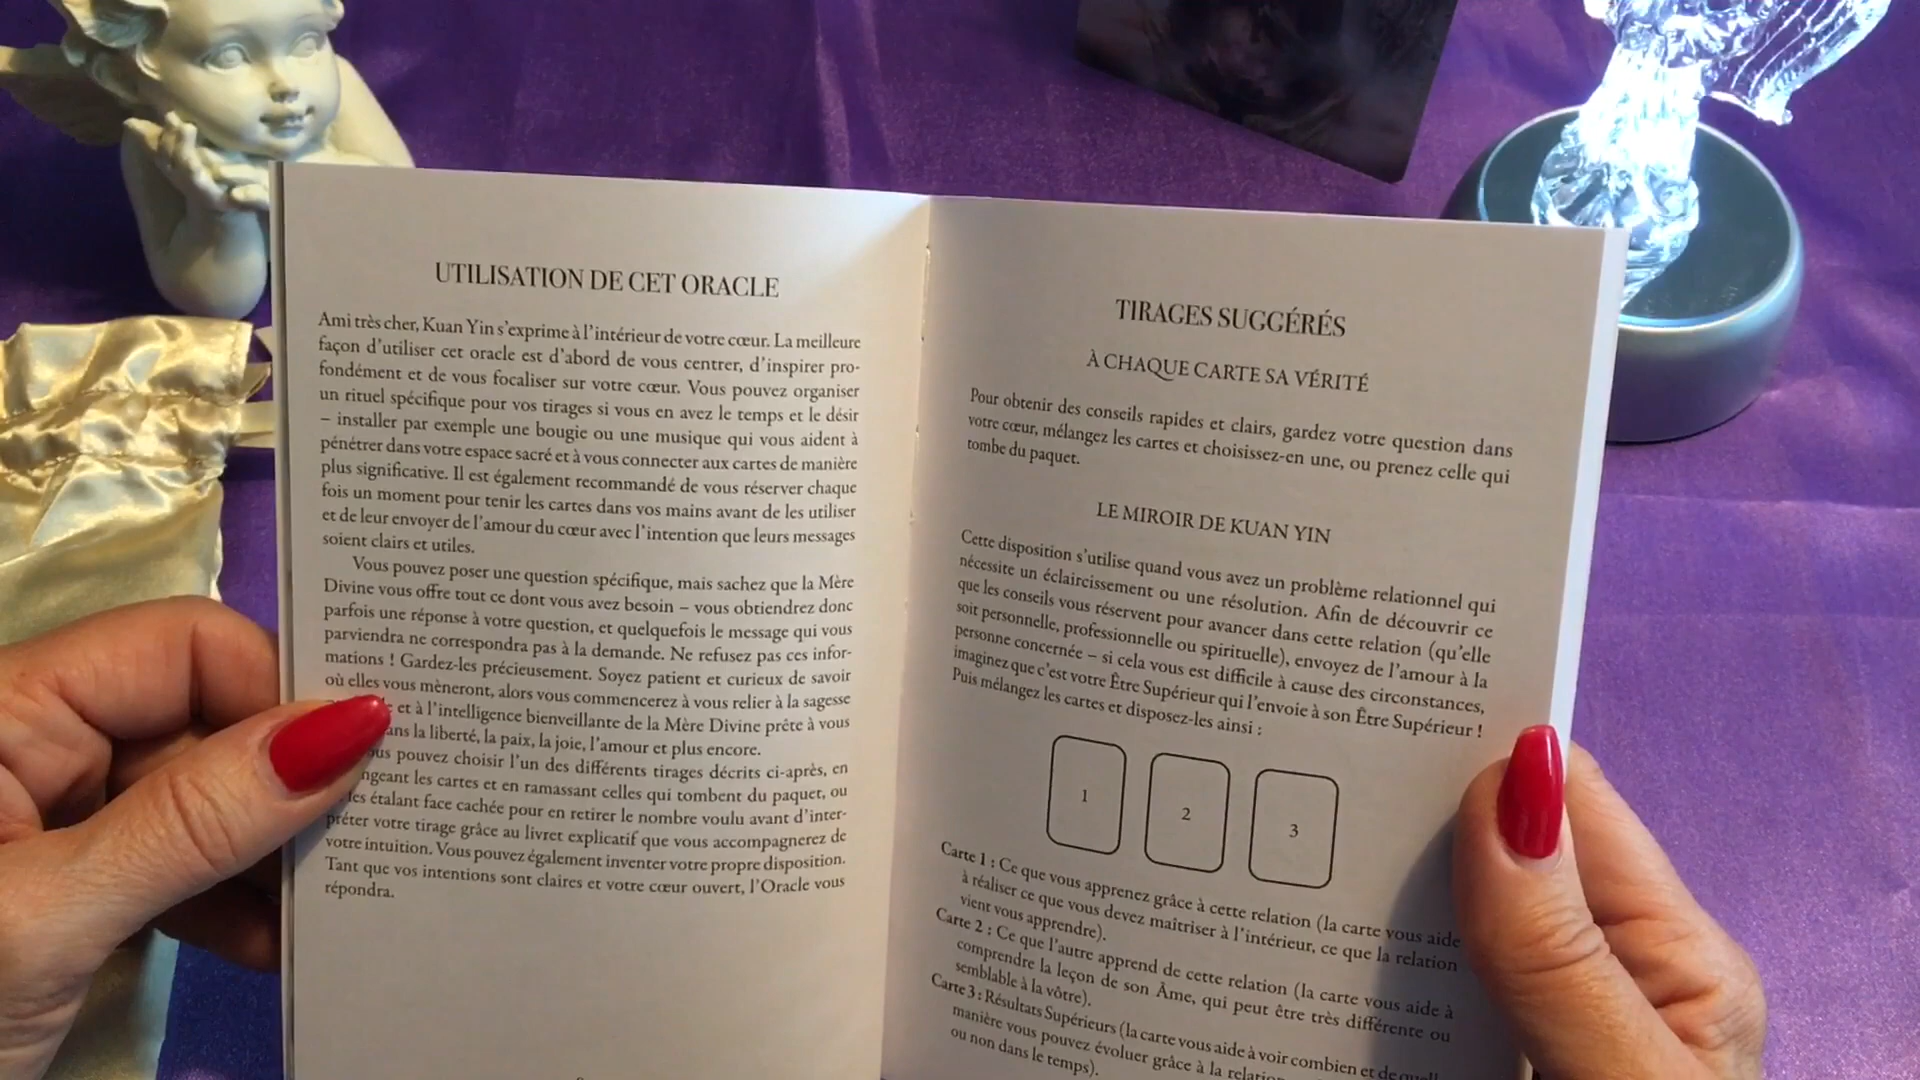 UTILISATION DE CET ORACLE
Ami très cher, Kuan Yin s'exprime à l'intérieur de votre cœur. La meilleure
façon d'utiliser cet oracle est d'abord de vous centrer, d'inspirer pro-
fondément et de vous focaliser sur votre cœur. Vous pouvez organiser
un rituel spécifique pour vos tirages si vous en avez le temps et le désir
– installer par exemple une bougie ou une musique qui vous aident à
pénétrer dans votre espace sacré et à vous connecter aux cartes de manière
plus significative. Il est également recommandé de vous réserver chaque
fois un moment pour tenir les cartes dans vos mains avant de les utiliser
et de leur envoyer de l'amour du cœur avec l'intention que leurs messages
soient clairs et utiles.
Vous pouvez poser une question spécifique, mais sachez que la Mère
Divine vous offre tout ce dont vous avez besoin – vous obtiendrez donc
parfois une réponse à votre question, et quelquefois le message qui vous
parviendra ne correspondra pas à la demande. Ne refusez pas ces infor-
mations ! Gardez-les précieusement. Soyez patient et curieux de savoir
où elles vous mèneront, alors vous commencerez à vous relier à la sagesse
et à l'intelligence bienveillante de la Mère Divine prête à vous
la liberté, la paix, la joie, l'amour et plus encore.
pouvez choisir l'un des différents tirages décrits ci-après, en
les cartes et en ramassant celles qui tombent du paquet, ou
les étalant face cachée pour en retirer le nombre voulu avant d'inter-
préter votre tirage grâce au livret explicatif que vous accompagnerez de
votre intuition. Vous pouvez également inventer votre propre disposition.
Tant que vos intentions sont claires et votre cœur ouvert, l'Oracle vous
répondra.
TIRAGES SUGGÉRÉS
À CHAQUE CARTE SA VÉRITÉ
Pour obtenir des conseils rapides et clairs, gardez votre question dans
votre cœur, mélangez les cartes et choisissez-en une, ou prenez celle qui
tombe du paquet.
LE MIROIR DE KUAN YIN
Cette disposition s'utilise quand vous avez un problème relationnel qui
nécessite un éclaircissement ou une résolution. Afin de découvrir ce
que les conseils vous réservent pour avancer dans cette relation (qu'elle
soit personnelle, professionnelle ou spirituelle), envoyez de l'amour à la
personne concernée – si cela vous est difficile à cause des circonstances,
imaginez que c'est votre Être Supérieur qui l'envoie à son Être Supérieur !
Puis mélangez les cartes et disposez-les ainsi :
1 2 3
Carte 1 : Ce que vous apprenez grâce à cette relation (la carte vous aide
à réaliser ce que vous devez maîtriser à l'intérieur, ce que la relation
vient vous apprendre).
Carte 2 : Ce que l'autre apprend de cette relation (la carte vous aide à
comprendre la leçon de son Âme, qui peut être très différente ou
semblable à la vôtre).
Carte 3 : Résultats Supérieurs (la carte vous aide à voir combien et de
manière vous pouvez évoluer grâce à la
ou non dans le temps).